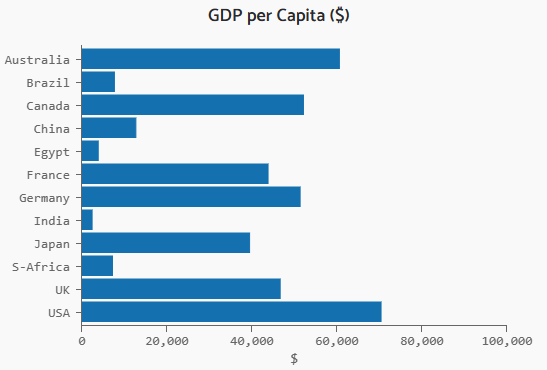 GDP per Capita ($)
Australia
Brazil
Canada
China
Egypt
France
Germany
India
Japan
S-Africa
UK
USA
0 20,000 40,000 60,000 80,000 100,000
$